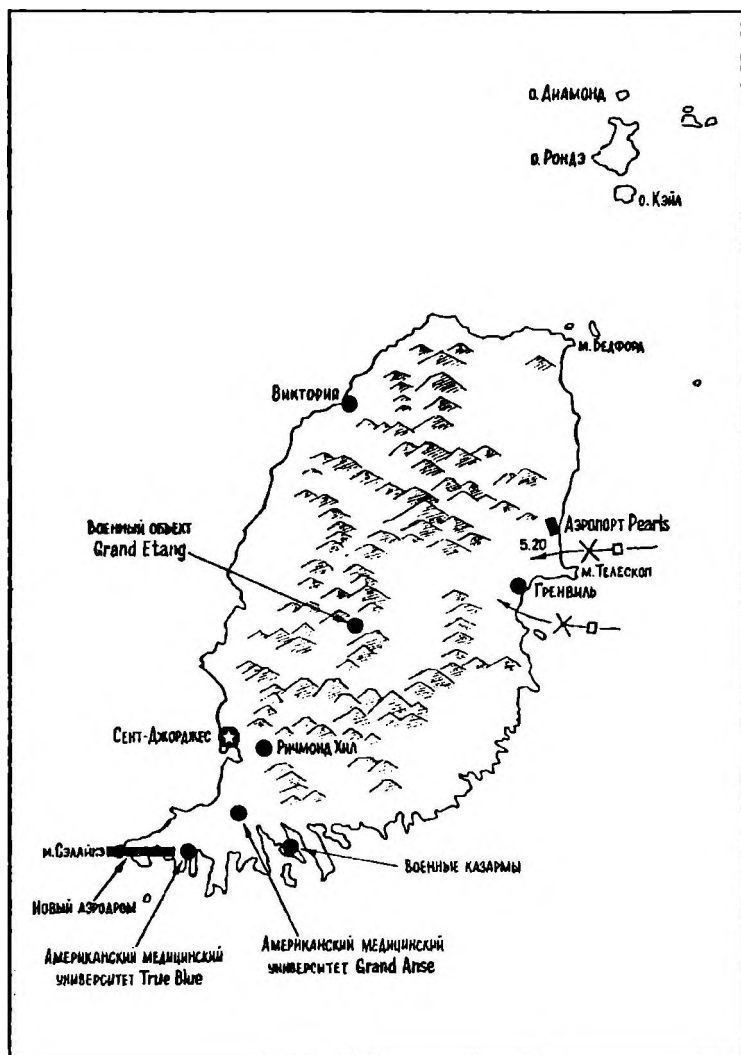 о. Диамонд
о. Рондэ
о. Кэйл
м. Бедфора
Виктория
Военный объект
Grand Etang
Аэропорт Pearls
5.20
м. Телескоп
Гренвиль
Сент-Джорджес
Ричмонд Хил
м. Сэлайнз
Военные казармы
Новый аэродром
Американский медицинский
университет True Blue
Американский медицинский
университет Grand Anse